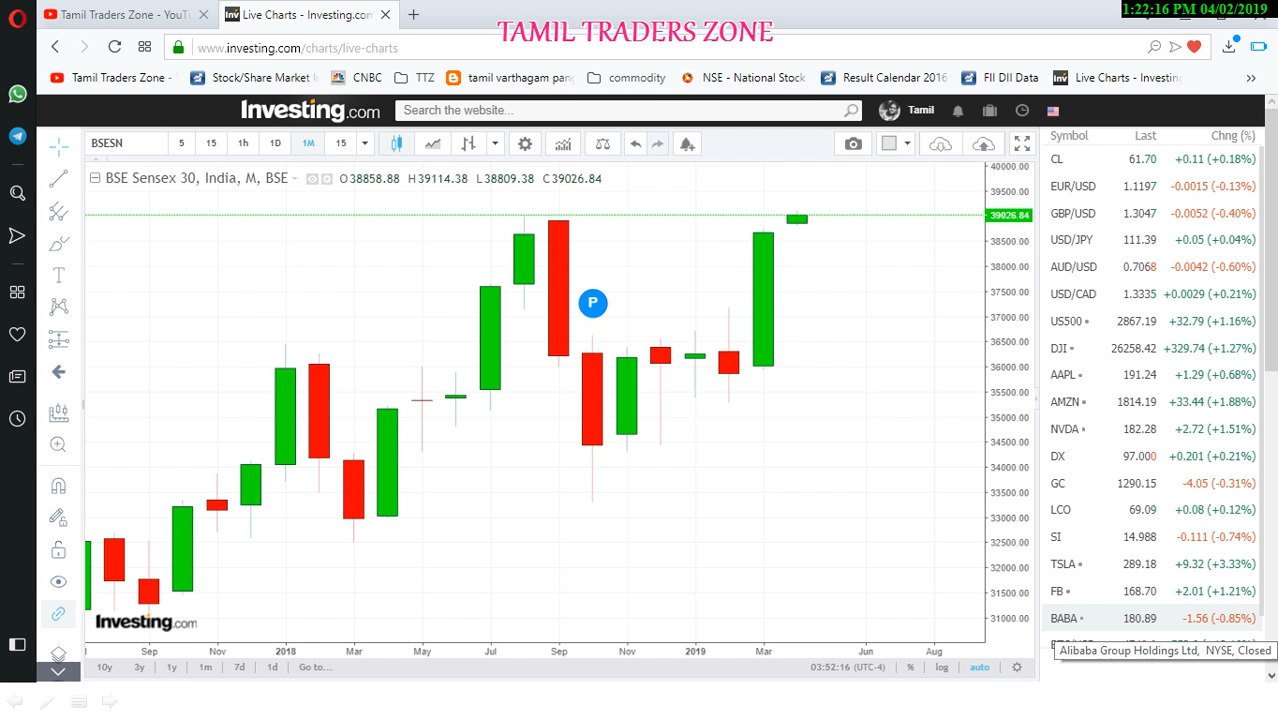 Tamil Traders Zone - YouTu
Live Charts - Investing.com
1:22:16 PM 04/02/2019
TAMIL TRADERS ZONE
www.investing.com/charts/live-charts
Tamil Traders Zone -
Stock/Share Market I
CNBC
TTZ
tamil varthagam pan
commodity
NSE - National Stock
Result Calendar 2016
FII DII Data
Live Charts - Investin
Investing.com
Search the website...
Tamil
BSESN
5
15
1h
1D
1M
15
BSE Sensex 30, India, M, BSE
O38858.88 H39114.38 L38809.38 C39026.84
40000.00
39500.00
39026.84
38500.00
38000.00
37500.00
37000.00
36500.00
36000.00
35500.00
35000.00
34500.00
34000.00
33500.00
33000.00
32500.00
32000.00
31500.00
31000.00
P
Investing.com
Sep
Nov
2018
Mar
May
Jul
Sep
Nov
2019
Mar
Jun
Aug
10y
3y
1y
1m
7d
1d
Go to...
03:52:16 (UTC-4)
%
log
auto
Symbol Last Chng (%)
CL 61.70 +0.11 (+0.18%)
EUR/USD 1.1197 -0.0015 (-0.13%)
GBP/USD 1.3047 -0.0052 (-0.40%)
USD/JPY 111.39 +0.05 (+0.04%)
AUD/USD 0.7068 -0.0042 (-0.60%)
USD/CAD 1.3335 +0.0029 (+0.21%)
US500 2867.19 +32.79 (+1.16%)
DJI 26258.42 +329.74 (+1.27%)
AAPL 191.24 +1.29 (+0.68%)
AMZN 1814.19 +33.44 (+1.88%)
NVDA 182.28 +2.72 (+1.51%)
DX 97.000 +0.201 (+0.21%)
GC 1290.15 -4.05 (-0.31%)
LCO 69.09 +0.08 (+0.12%)
SI 14.988 -0.111 (-0.74%)
TSLA 289.18 +9.32 (+3.33%)
FB 168.70 +2.01 (+1.21%)
BABA 180.89 -1.56 (-0.85%)
Alibaba Group Holdings Ltd, NYSE, Closed